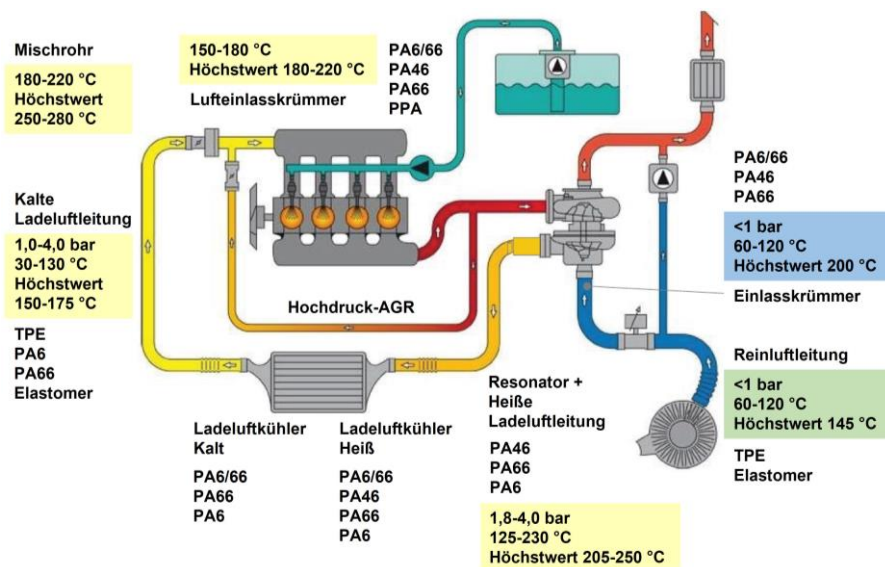 Mischrohr
180-220 °C
Höchstwert
250-280 °C
150-180 °C
Höchstwert 180-220 °C
Lufteinlasskrümmer
PA6/66
PA46
PA66
PPA
Kalte
Ladeluftleitung
1,0-4,0 bar
30-130 °C
Höchstwert
150-175 °C
TPE
PA6
PA66
Elastomer
Hochdruck-AGR
PA6/66
PA46
PA66
<1 bar
60-120 °C
Höchstwert 200 °C
Einlasskrümmer
Reinluftleitung
<1 bar
60-120 °C
Höchstwert 145 °C
TPE
Elastomer
Ladeluftkühler
Kalt
PA6/66
PA66
PA6
Ladeluftkühler
Heiß
PA6/66
PA46
PA66
PA6
Resonator +
Heiße
Ladeluftleitung
PA46
PA66
PA6
1,8-4,0 bar
125-230 °C
Höchstwert 205-250 °C